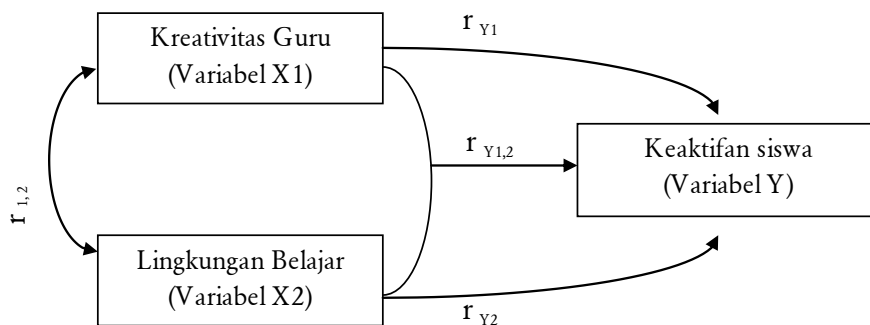 Kreativitas Guru
(Variabel X1)
r Y1
r Y1,2
Keaktifan siswa
(Variabel Y)
r 1,2
Lingkungan Belajar
(Variabel X2)
r Y2